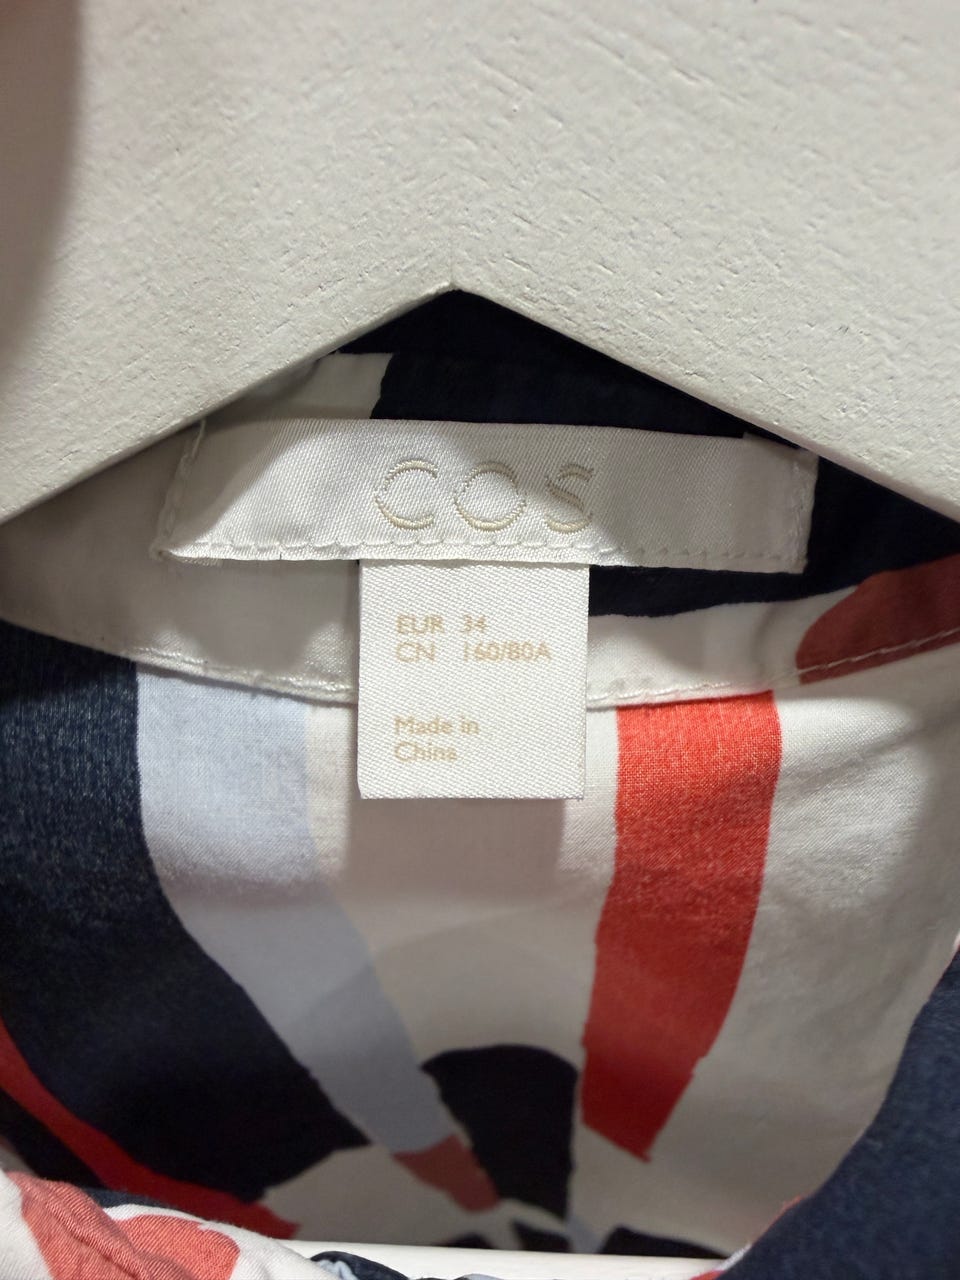 COS
EUR 34
CN 160/80A
Made in
China